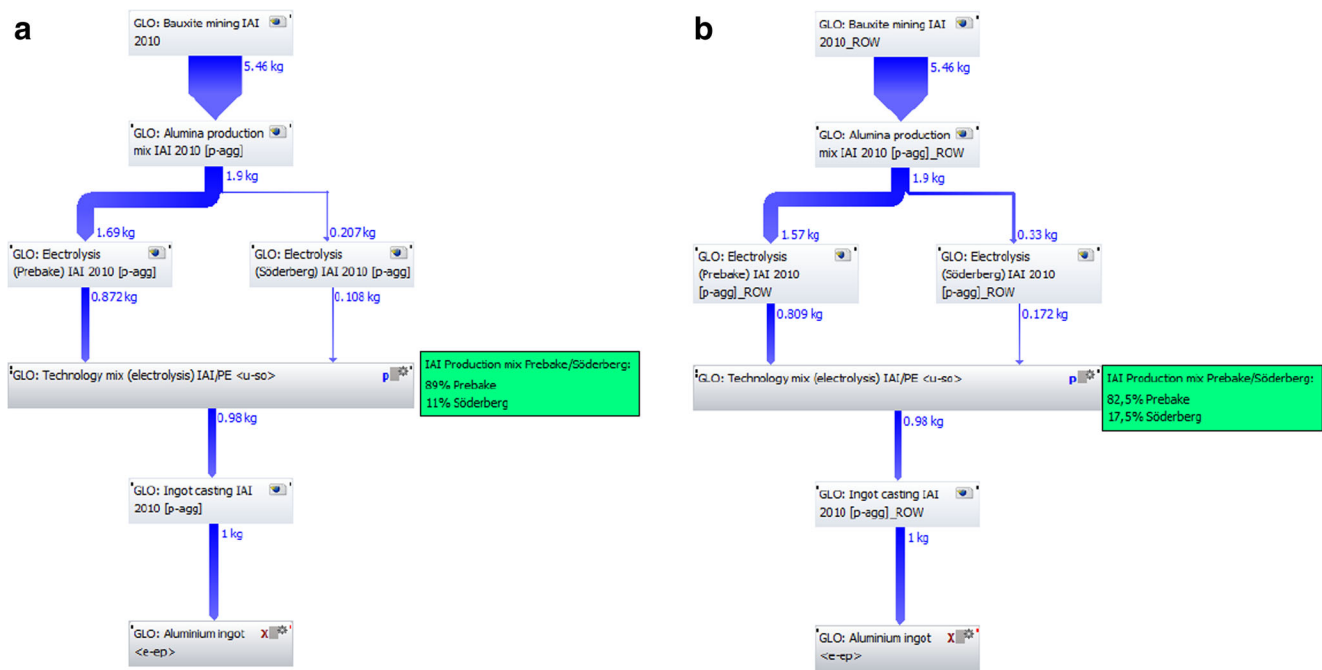 a
GLO: Bauxite mining IAI
2010
5.46 kg
GLO: Alumina production
mix IAI 2010 [p-agg]
1.9 kg
1.69 kg
0.207 kg
GLO: Electrolysis
(Prebake) IAI 2010 [p-agg]
GLO: Electrolysis
(Söderberg) IAI 2010 [p-agg]
0.872 kg
0.108 kg
GLO: Technology mix (electrolysis) IAI/PE <u-so>
p
IAI Production mix Prebake/Söderberg:
89% Prebake
11% Söderberg
0.98 kg
GLO: Ingot casting IAI
2010 [p-agg]
1 kg
GLO: Aluminium ingot
<e-ep>
X
b
GLO: Bauxite mining IAI
2010_ROW
5.46 kg
GLO: Alumina production
mix IAI 2010 [p-agg]_ROW
1.9 kg
1.57 kg
0.33 kg
GLO: Electrolysis
(Prebake) IAI 2010
[p-agg]_ROW
GLO: Electrolysis
(Söderberg) IAI 2010
[p-agg]_ROW
0.809 kg
0.172 kg
GLO: Technology mix (electrolysis) IAI/PE <u-so>
p
IAI Production mix Prebake/Söderberg:
82,5% Prebake
17,5% Söderberg
0.98 kg
GLO: Ingot casting IAI
2010 [p-agg]_ROW
1 kg
GLO: Aluminium ingot
<e-ep>
X